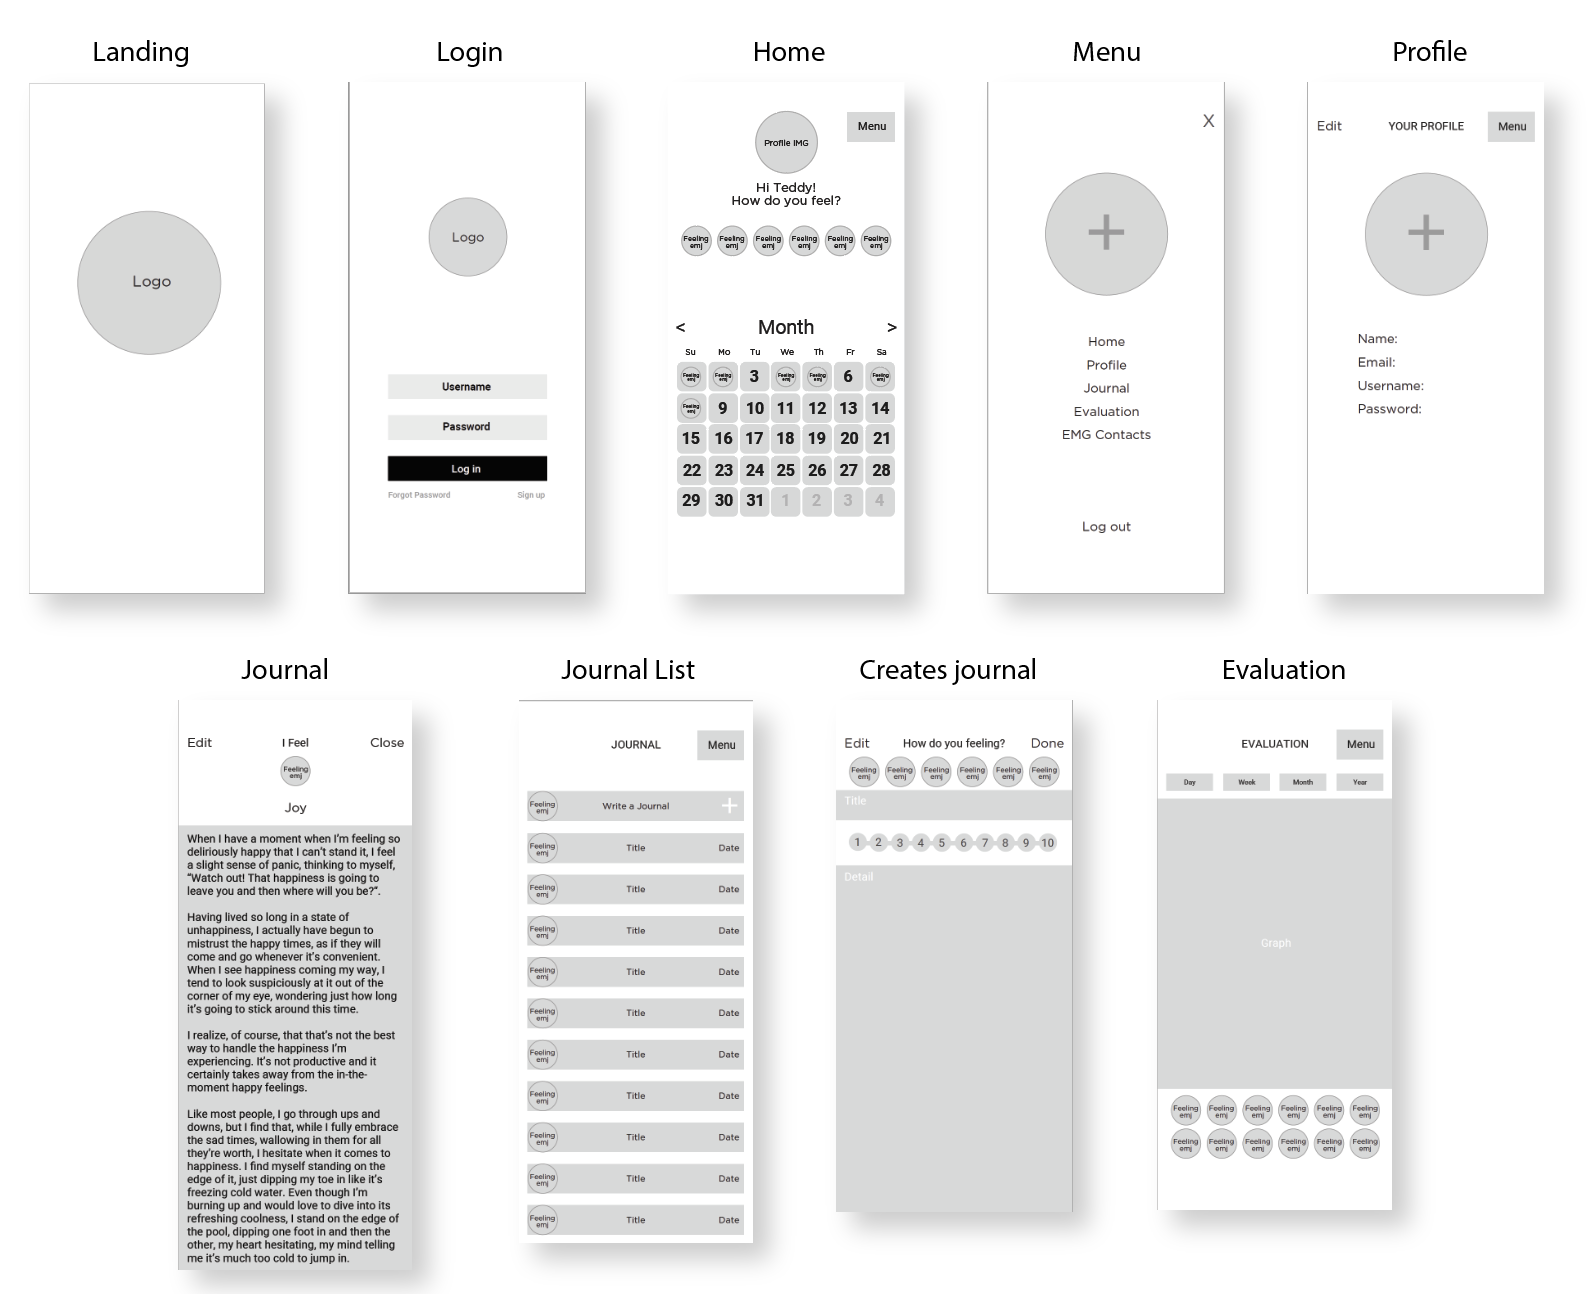 Landing
Login
Home
Menu
Profile
Logo
Logo
Username
Password
Log in
Forgot Password Sign up
Profile IMG
Menu
Hi Teddy!
How do you feel?
Feeling emj Feeling emj Feeling emj Feeling emj Feeling emj Feeling emj
< Month >
Su Mo Tu We Th Fr Sa
Feeling emj Feeling emj 3 Feeling emj Feeling emj 6 Feeling emj
Feeling emj 9 10 11 12 13 14
15 16 17 18 19 20 21
22 23 24 25 26 27 28
29 30 31 1 2 3 4
X
+
Home
Profile
Journal
Evaluation
EMG Contacts
Log out
Edit YOUR PROFILE Menu
+
Name:
Email:
Username:
Password:
Journal
Journal List
Creates journal
Evaluation
Edit I Feel Close
Feeling emj
Joy
When I have a moment when I'm feeling so
deliriously happy that I can't stand it, I feel
a slight sense of panic, thinking to myself,
“Watch out! That happiness is going to
leave you and then where will you be?”.
Having lived so long in a state of
unhappiness, I actually have begun to
mistrust the happy times, as if they will
come and go whenever it's convenient.
When I see happiness coming my way, I
tend to look suspiciously at it out of the
corner of my eye, wondering just how long
it's going to stick around this time.
I realize, of course, that that's not the best
way to handle the happiness I'm
experiencing. It's not productive and it
certainly takes away from the in-the-
moment happy feelings.
Like most people, I go through ups and
downs, but I find that, while I fully embrace
the sad times, wallowing in them for all
they're worth, I hesitate when it comes to
happiness. I find myself standing on the
edge of it, just dipping my toe in like it's
freezing cold water. Even though I'm
burning up and would love to dive into its
refreshing coolness, I stand on the edge of
the pool, dipping one foot in and then the
other, my heart hesitating, my mind telling
me it's much too cold to jump in.
JOURNAL Menu
Feeling emj Write a Journal +
Feeling emj Title Date
Feeling emj Title Date
Feeling emj Title Date
Feeling emj Title Date
Feeling emj Title Date
Feeling emj Title Date
Feeling emj Title Date
Feeling emj Title Date
Feeling emj Title Date
Feeling emj Title Date
Edit How do you feeling? Done
Feeling emj Feeling emj Feeling emj Feeling emj Feeling emj Feeling emj
Title
1 2 3 4 5 6 7 8 9 10
Detail
EVALUATION Menu
Day Week Month Year
Graph
Feeling emj Feeling emj Feeling emj Feeling emj Feeling emj Feeling emj
Feeling emj Feeling emj Feeling emj Feeling emj Feeling emj Feeling emj